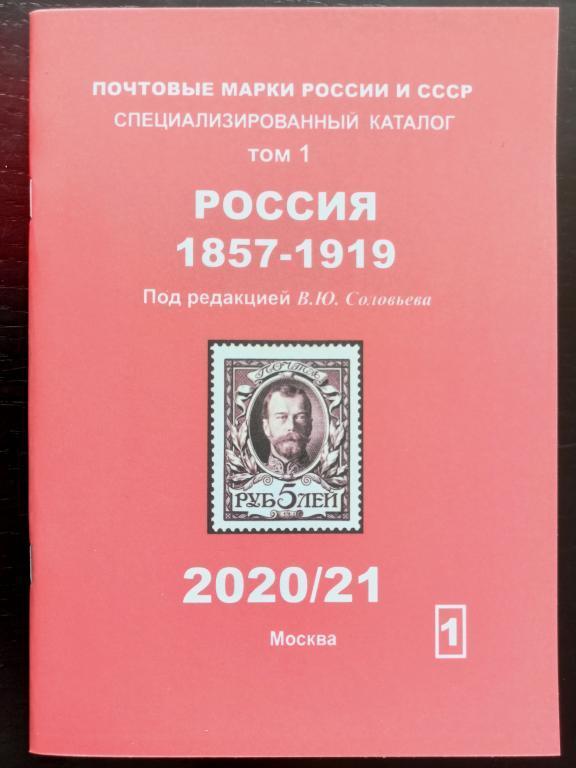 ПОЧТОВЫЕ МАРКИ РОССИИ И СССР
СПЕЦИАЛИЗИРОВАННЫЙ КАТАЛОГ
ТОМ 1
РОССИЯ
1857-1919
Под редакцией В.Ю. Соловьева
ПОЧТА
РУБ 5 ЛЕЙ
2020/21
Москва
1